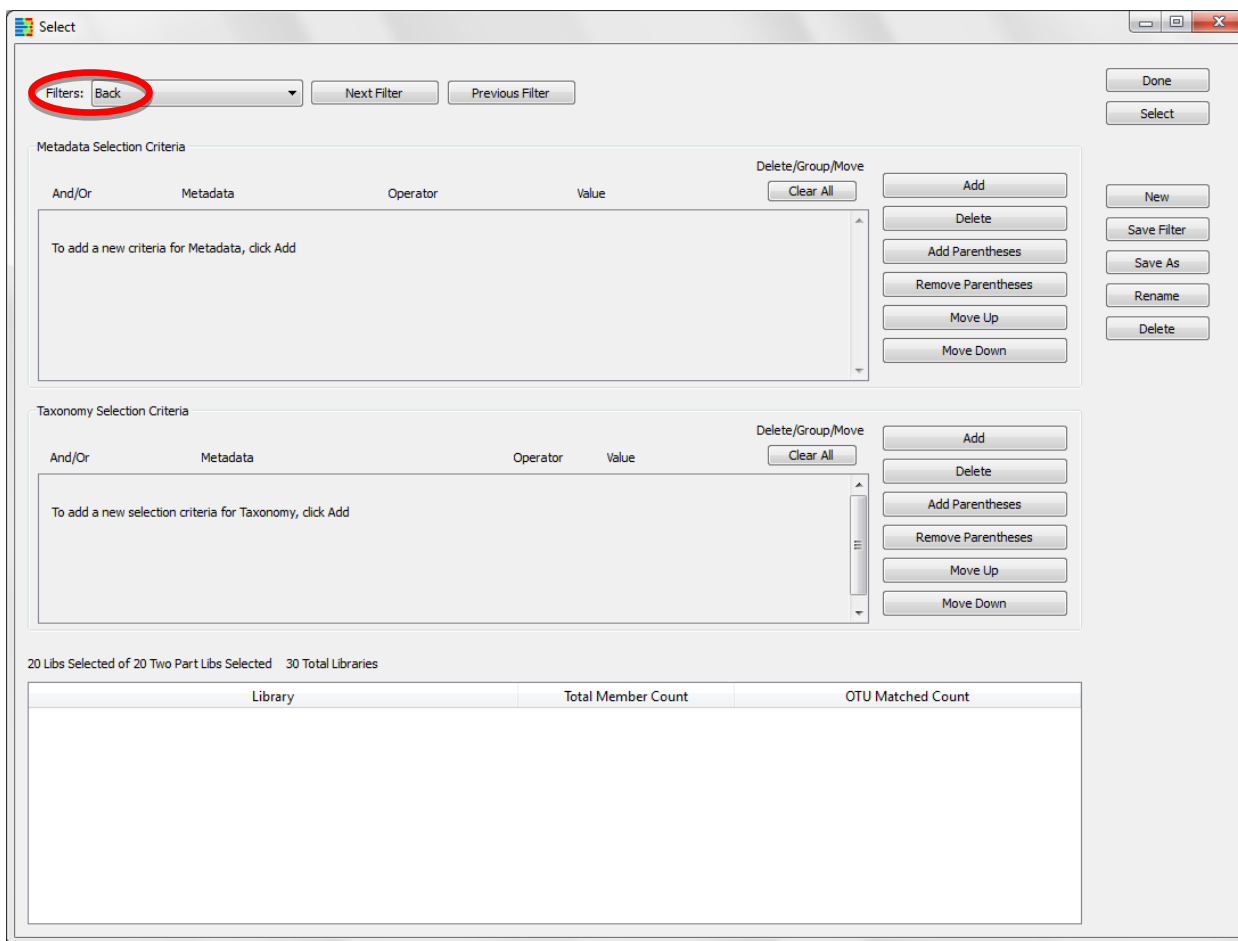 Select
Filters: Back Next Filter Previous Filter
Done
Select
Metadata Selection Criteria
Delete/Group/Move
And/Or Metadata Operator Value Clear All
To add a new criteria for Metadata, click Add
Add
Delete
Add Parentheses
Remove Parentheses
Move Up
Move Down
New
Save Filter
Save As
Rename
Delete
Taxonomy Selection Criteria
Delete/Group/Move
And/Or Metadata Operator Value Clear All
To add a new selection criteria for Taxonomy, click Add
Add
Delete
Add Parentheses
Remove Parentheses
Move Up
Move Down
20 Libs Selected of 20 Two Part Libs Selected 30 Total Libraries
Library Total Member Count OTU Matched Count